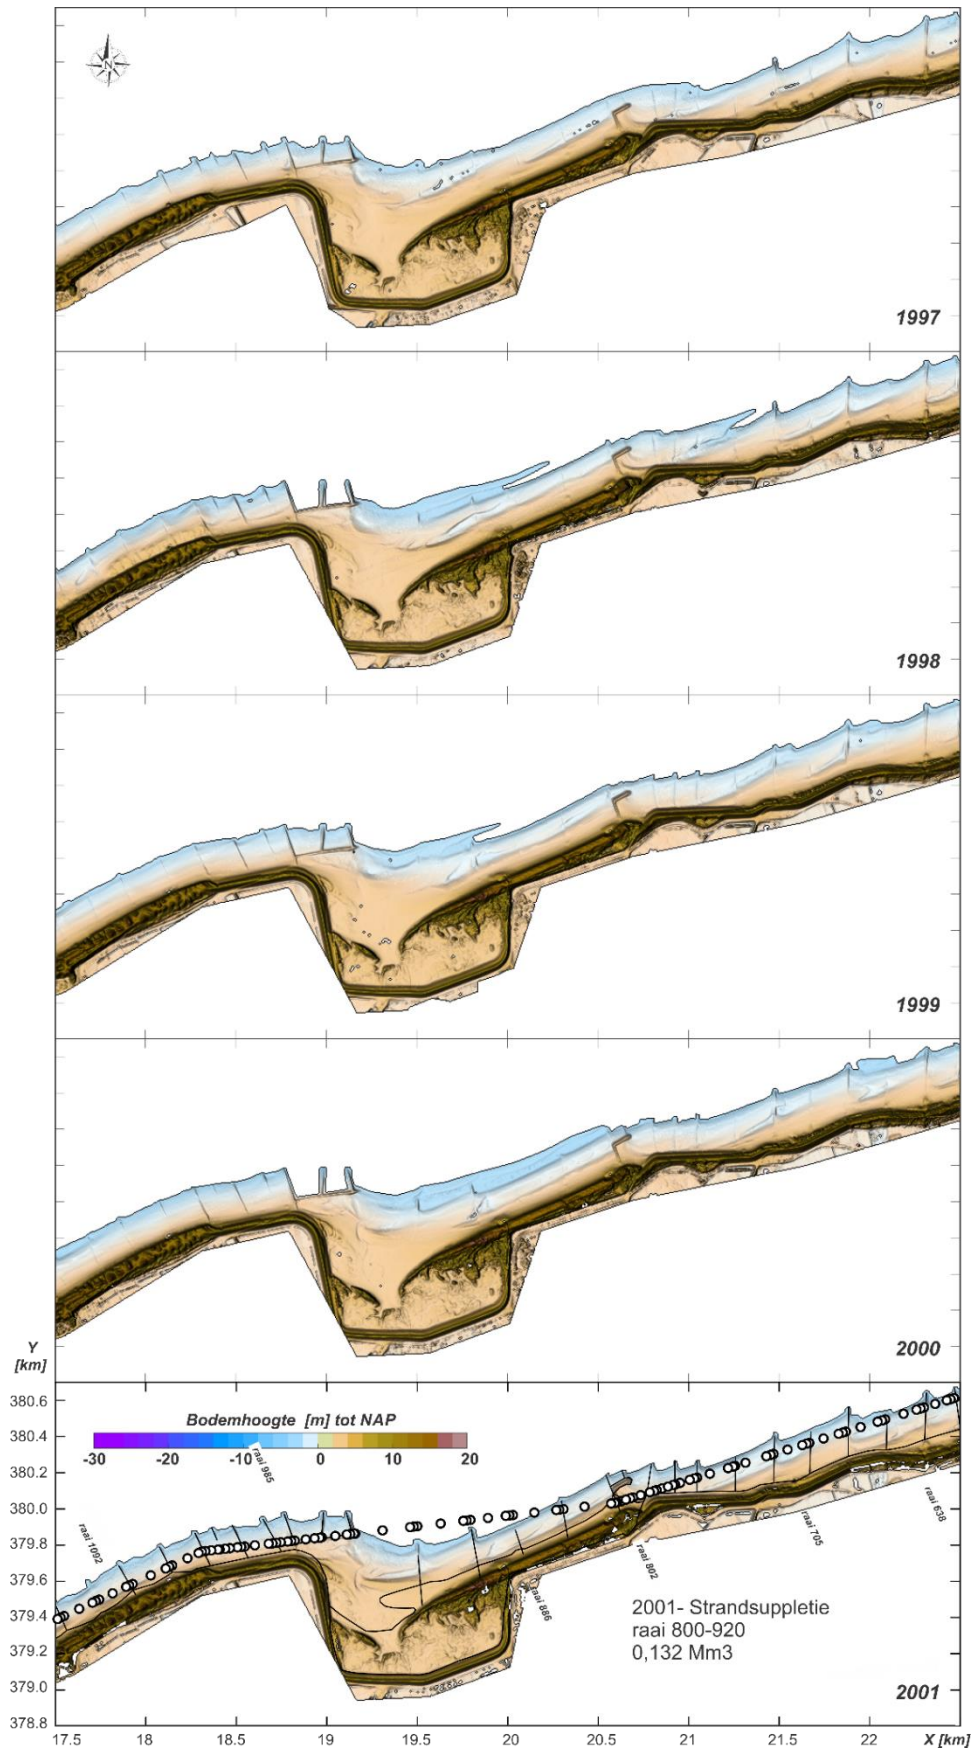 N
1997
1998
1999
2000
Y
[km]
380.6
380.4
380.2
380.0
379.8
379.6
379.4
379.2
379.0
378.8
Bodemhoogte [m] tot NAP
-30 -20 -10 0 10 20
raai 985
raai 1092
raai 886
raai 802
raai 705
raai 638
2001- Strandsuppletie
raai 800-920
0,132 Mm3
2001
17.5 18 18.5 19 19.5 20 20.5 21 21.5 22 X [km]